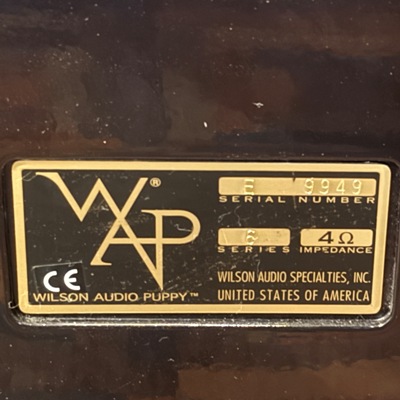 WAP®
E 9949
SERIAL NUMBER
6 4Ω
SERIES IMPEDANCE
CE
WILSON AUDIO PUPPY™
WILSON AUDIO SPECIALTIES, INC.
UNITED STATES OF AMERICA